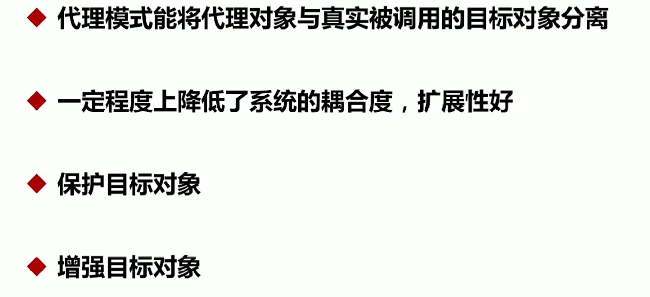 代理模式能将代理对象与真实被调用的目标对象分离
一定程度上降低了系统的耦合度，扩展性好
保护目标对象
增强目标对象